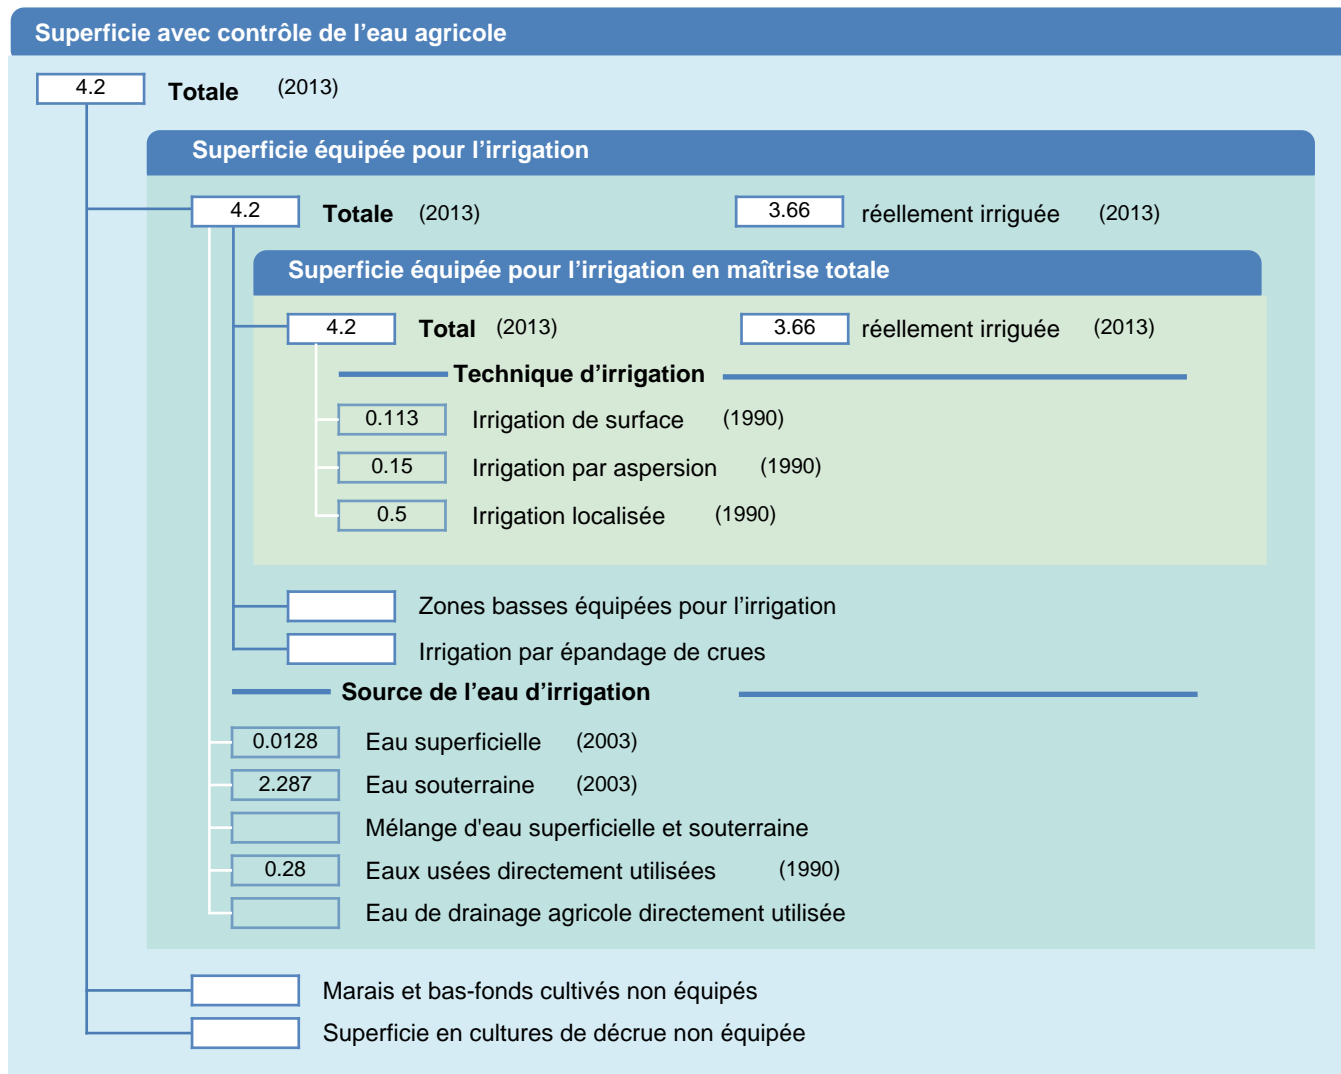 Superficie avec contrôle de l’eau agricole
4.2 Totale (2013)
Superficie équipée pour l’irrigation
4.2 Totale (2013) 3.66 réellement irriguée (2013)
Superficie équipée pour l’irrigation en maîtrise totale
4.2 Total (2013) 3.66 réellement irriguée (2013)
Technique d’irrigation
0.113 Irrigation de surface (1990)
0.15 Irrigation par aspersion (1990)
0.5 Irrigation localisée (1990)
Zones basses équipées pour l’irrigation
Irrigation par épandage de crues
Source de l’eau d’irrigation
0.0128 Eau superficielle (2003)
2.287 Eau souterraine (2003)
Mélange d'eau superficielle et souterraine
0.28 Eaux usées directement utilisées (1990)
Eau de drainage agricole directement utilisée
Marais et bas-fonds cultivés non équipés
Superficie en cultures de décrue non équipée